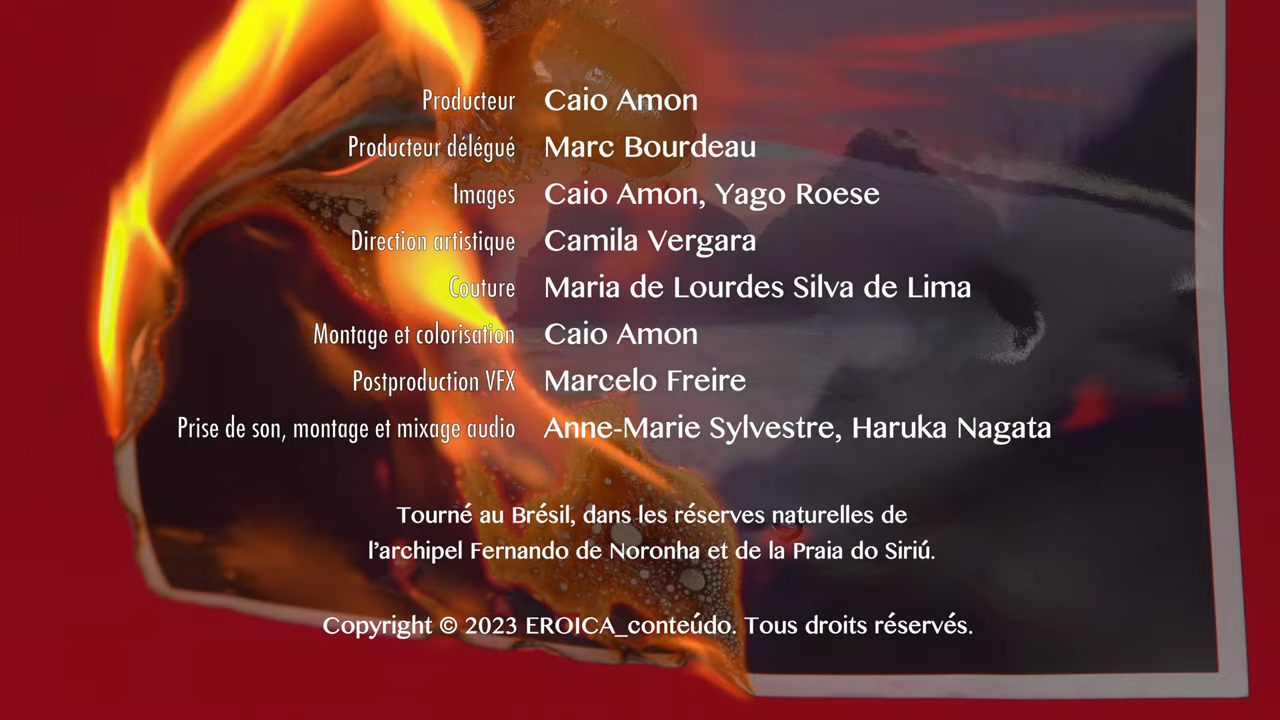 Producteur Caio Amon
Producteur délégué Marc Bourdeau
Images Caio Amon, Yago Roese
Direction artistique Camila Vergara
Couture Maria de Lourdes Silva de Lima
Montage et colorisation Caio Amon
Postproduction VFX Marcelo Freire
Prise de son, montage et mixage audio Anne-Marie Sylvestre, Haruka Nagata
Tourné au Brésil, dans les réserves naturelles de
l’archipel Fernando de Noronha et de la Praia do Siriú.
Copyright © 2023 EROICA_conteúdo. Tous droits réservés.